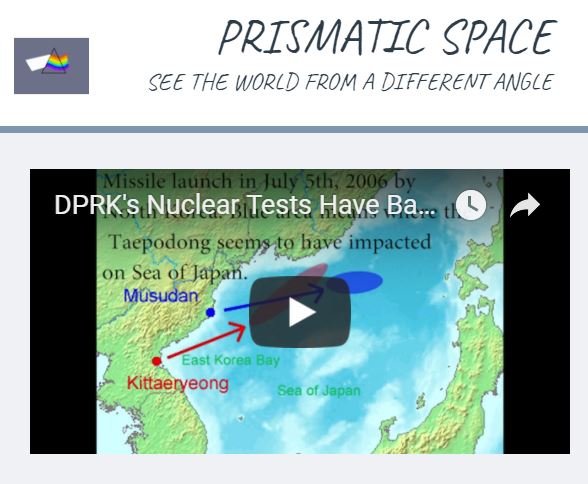 PRISMATIC SPACE
SEE THE WORLD FROM A DIFFERENT ANGLE
Missile launch in July 5th, 2006 by
DPRK's Nuclear Tests Have Ba...
Taepodong seems to have impacted
on Sea of Japan.
Musudan
East Korea Bay
Kittaeryeong
Sea of Japan